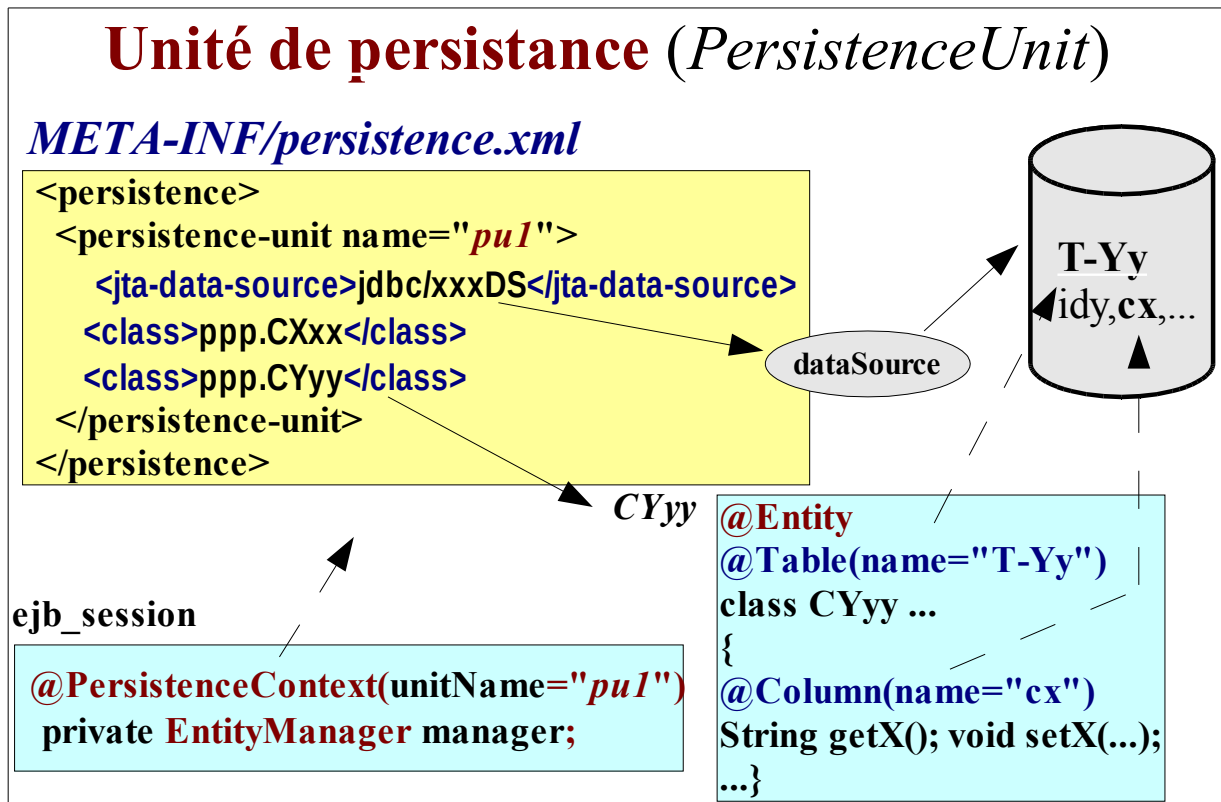 Unité de persistance (PersistenceUnit)
META-INF/persistence.xml
<persistence>
<persistence-unit name="pu1">
<jta-data-source>jdbc/xxxDS</jta-data-source>
<class>ppp.CXxx</class>
<class>ppp.CYyy</class>
</persistence-unit>
</persistence>
dataSource
T-Yy
idy,cx,...
CYyy
@Entity
@Table(name="T-Yy")
class CYyy ...
{
@Column(name="cx")
String getX(); void setX(...);
...}
ejb_session
@PersistenceContext(unitName="pu1")
private EntityManager manager;